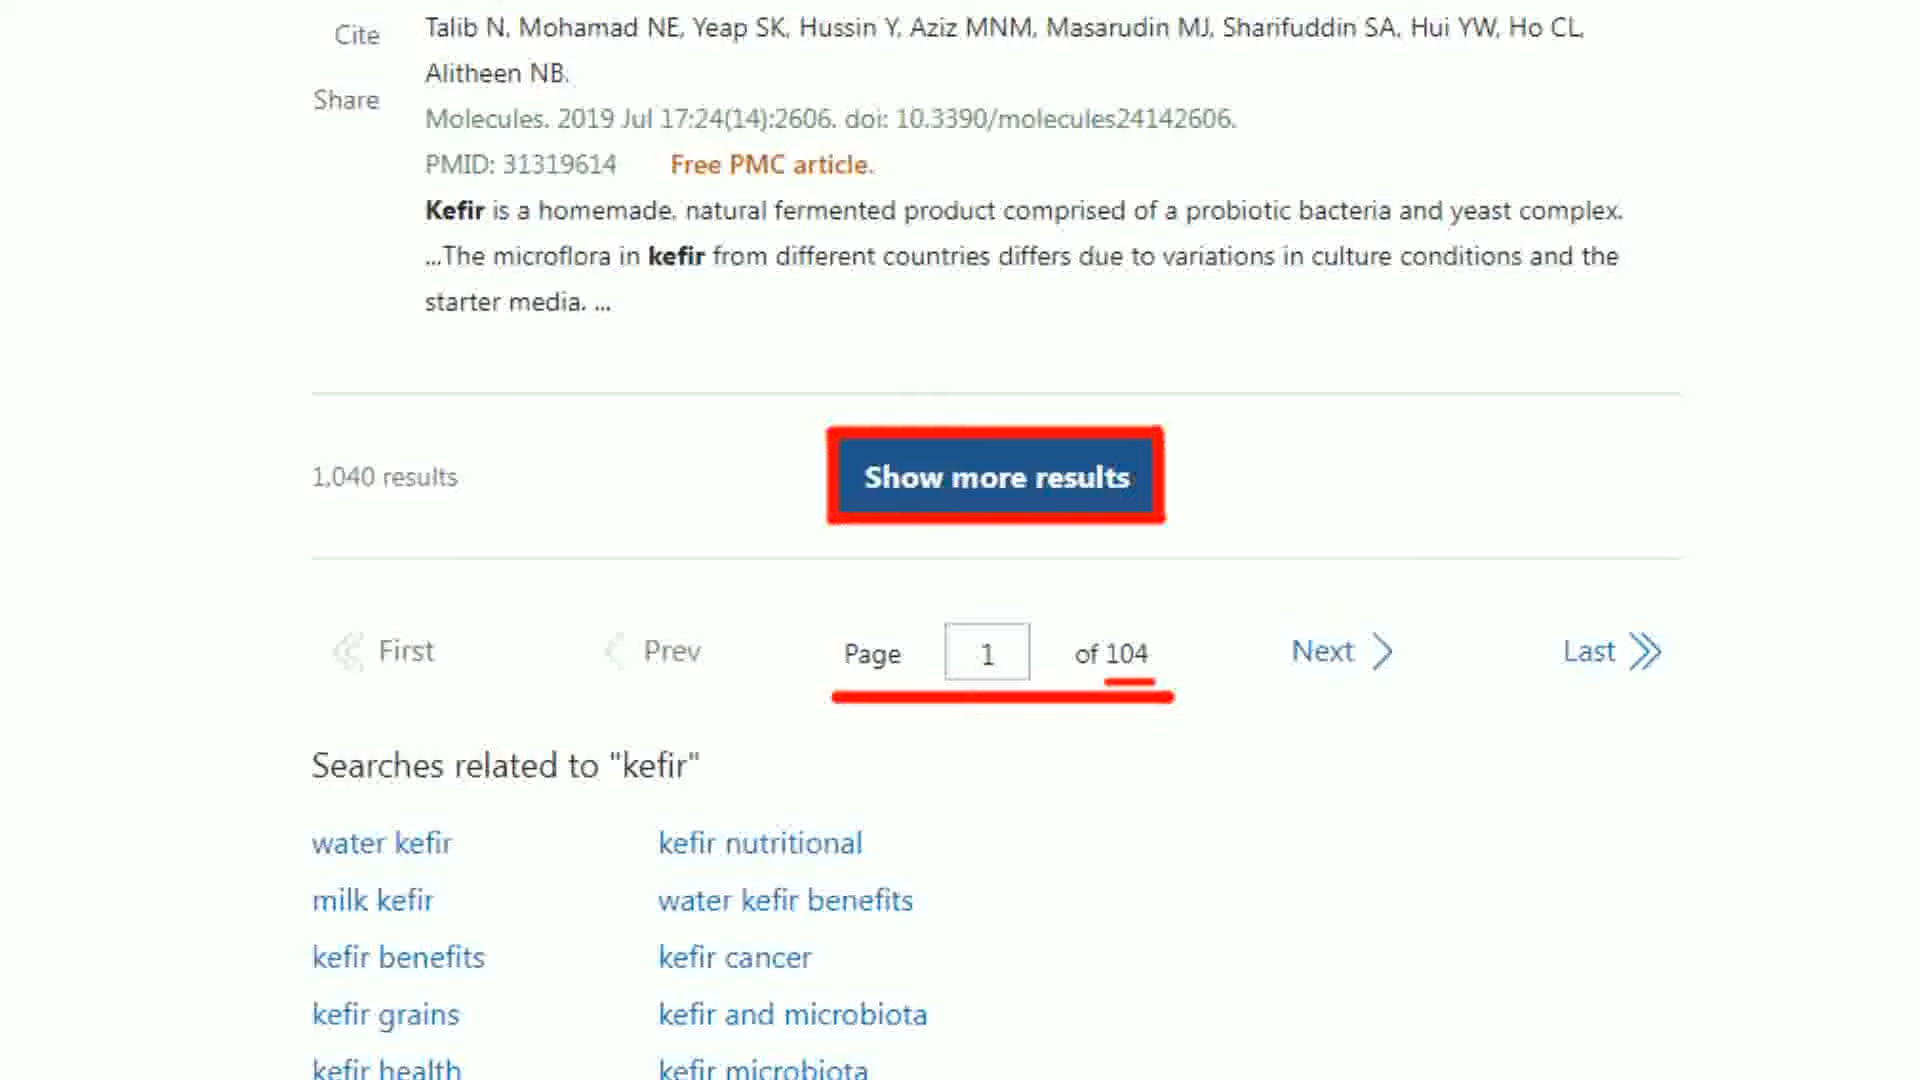 Cite
Talib N, Mohamad NE, Yeap SK, Hussin Y, Aziz MNM, Masarudin MJ, Sharifuddin SA, Hui YW, Ho CL,
Alitheen NB.
Share
Molecules. 2019 Jul 17;24(14):2606. doi: 10.3390/molecules24142606.
PMID: 31319614 Free PMC article.
Kefir is a homemade, natural fermented product comprised of a probiotic bacteria and yeast complex.
...The microflora in kefir from different countries differs due to variations in culture conditions and the
starter media. ...
1,040 results
Show more results
First
Prev
Page 1 of 104
Next
Last
Searches related to "kefir"
water kefir
milk kefir
kefir benefits
kefir grains
kefir health
kefir nutritional
water kefir benefits
kefir cancer
kefir and microbiota
kefir microbiota